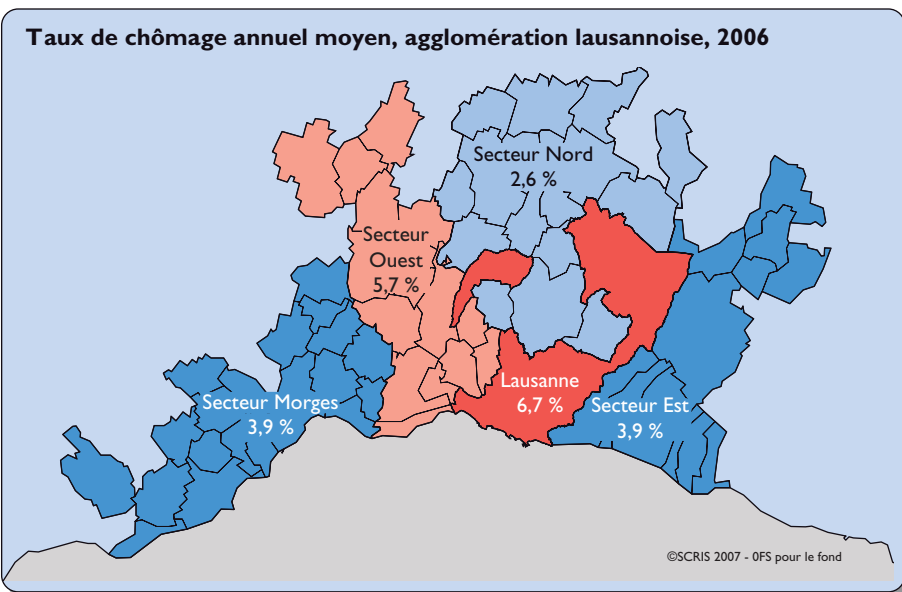 Taux de chômage annuel moyen, agglomération lausannoise, 2006
Secteur Nord
2,6 %
Secteur
Ouest
5,7 %
Lausanne
6,7 %
Secteur Morges
3,9 %
Secteur Est
3,9 %
©SCRIS 2007 - 0FS pour le fond